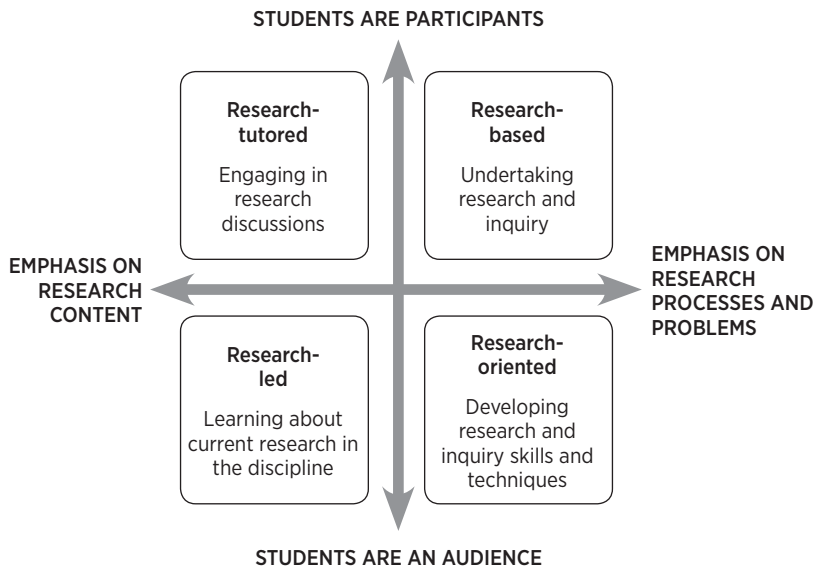 STUDENTS ARE PARTICIPANTS
Research-
tutored
Engaging in
research
discussions
Research-
based
Undertaking
research and
inquiry
EMPHASIS ON
RESEARCH
CONTENT
EMPHASIS ON
RESEARCH
PROCESSES AND
PROBLEMS
Research-
led
Learning about
current research in
the discipline
Research-
oriented
Developing
research and
inquiry skills and
techniques
STUDENTS ARE AN AUDIENCE